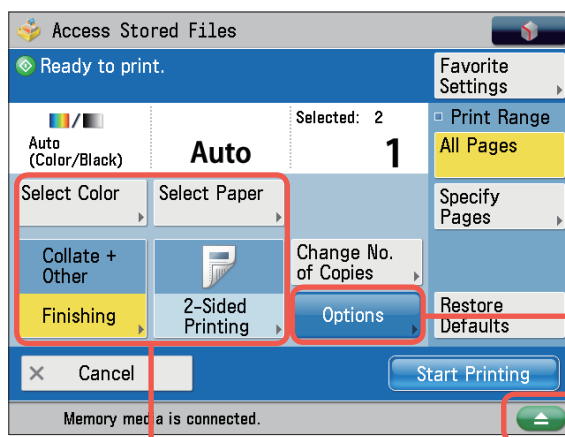 Access Stored Files
Ready to print.
Favorite
Settings
Auto
(Color/Black)
Auto
Selected: 2
1
Print Range
All Pages
Select Color
Select Paper
Specify
Pages
Collate +
Other
Finishing
2-Sided
Printing
Change No.
of Copies
Options
Restore
Defaults
Cancel
Start Printing
Memory media is connected.